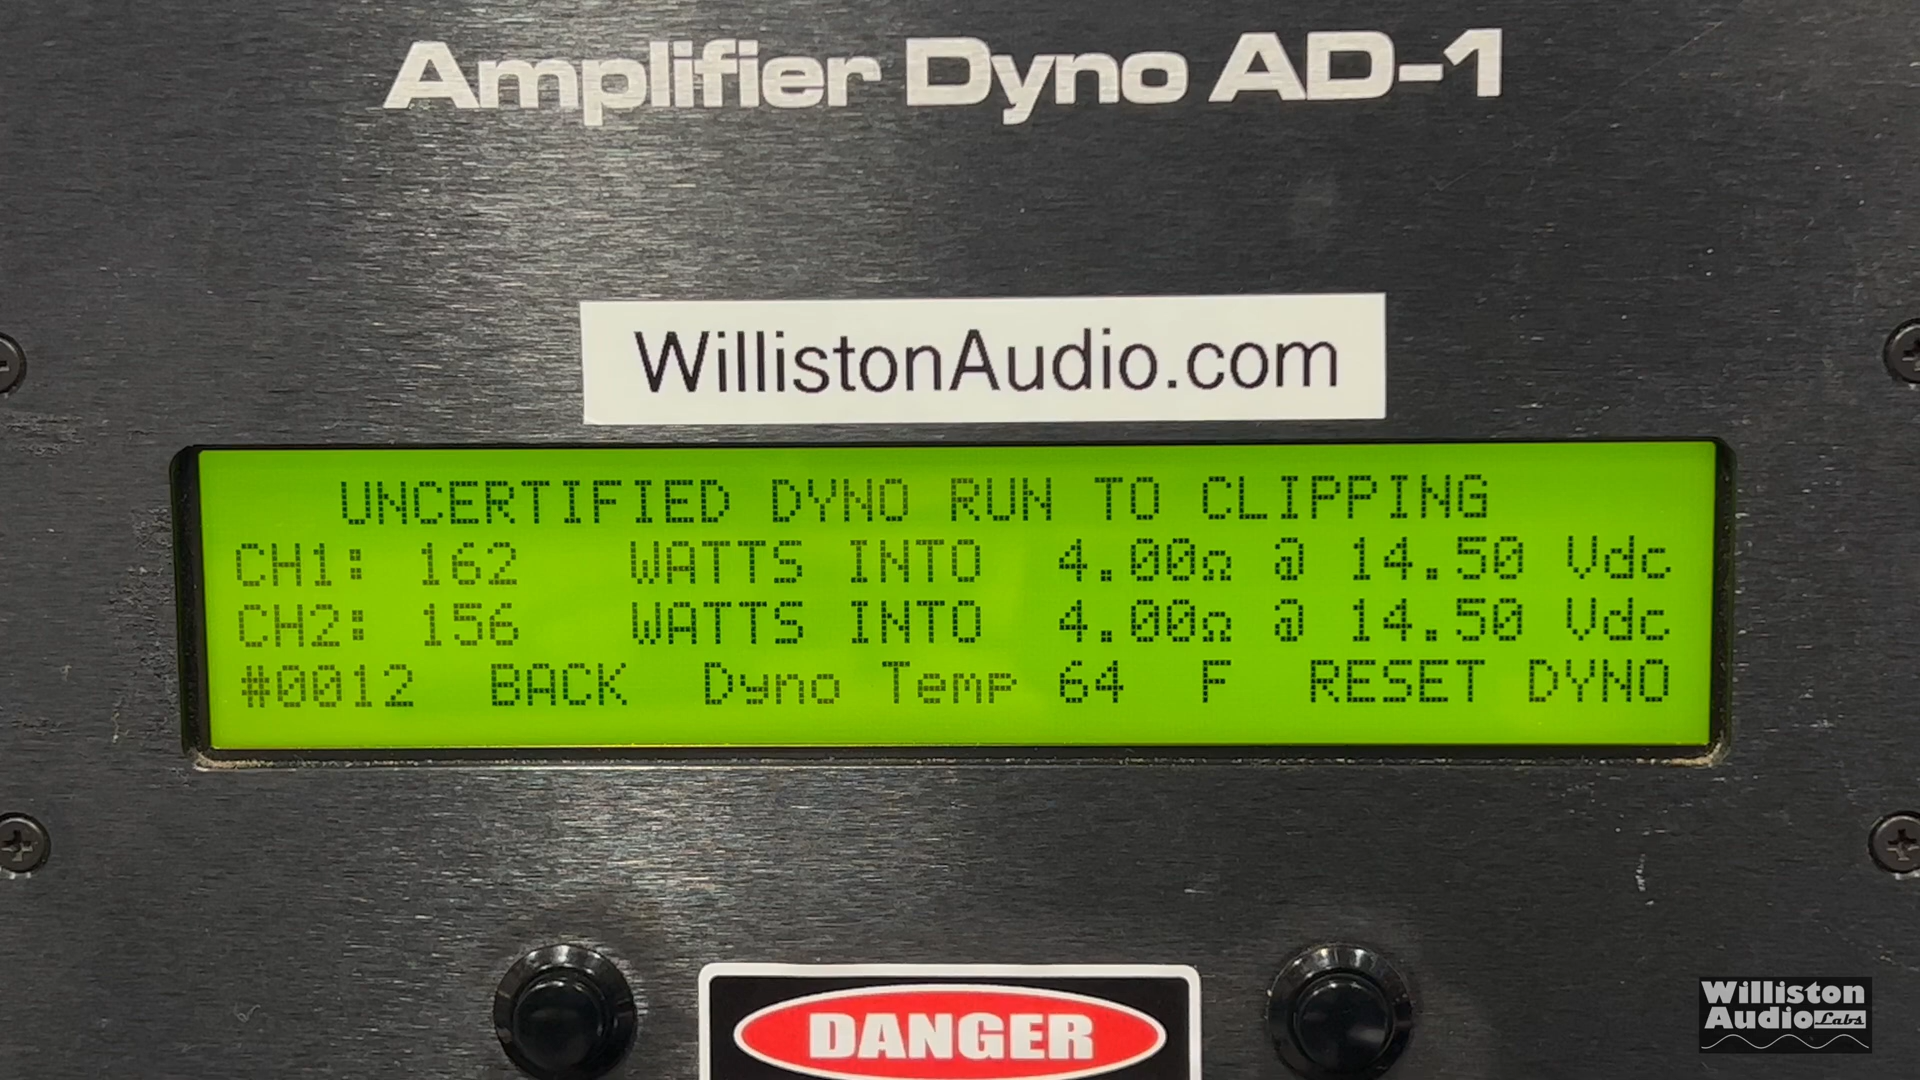 Amplifier Dyno AD-1
WillistonAudio.com
UNCERTIFIED DYNO RUN TO CLIPPING
CH1: 162 WATTS INTO 4.00Ω @ 14.50 Vdc
CH2: 156 WATTS INTO 4.00Ω @ 14.50 Vdc
#0012 BACK Dyno Temp 64 F RESET DYNO
DANGER
Williston
Audio Labs